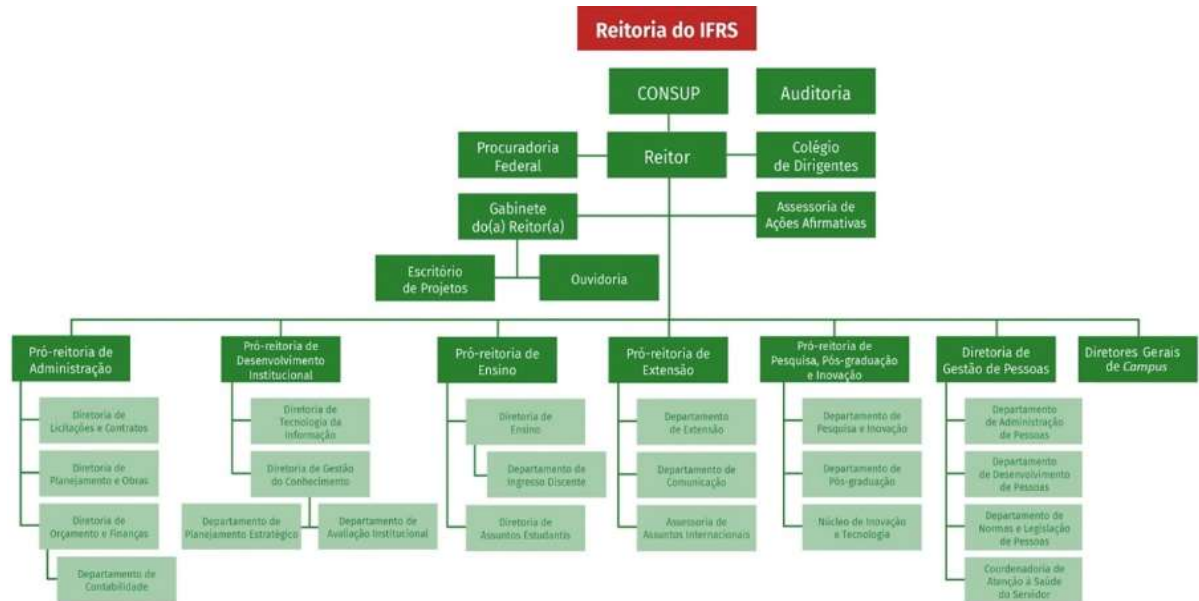 Reitoria do IFRS
CONSUP
Auditoria
Procuradoria
Federal
Reitor
Colégio
de Dirigentes
Gabinete
do(a) Reitor(a)
Assessoria de
Ações Afirmativas
Escritório
de Projetos
Ouvidoria
Pró-reitoria de
Administração
Pró-reitoria de
Desenvolvimento
Institucional
Pró-reitoria de
Ensino
Pró-reitoria de
Extensão
Pró-reitoria de
Pesquisa, Pós-graduação
e Inovação
Diretoria de
Gestão de Pessoas
Diretores Gerais
de Campus
Diretoria de
Licitações e Contratos
Diretoria de
Planejamento e Obras
Diretoria de
Orçamento e Finanças
Departamento de
Contabilidade
Diretoria de
Tecnologia da
Informação
Diretoria de Gestão
do Conhecimento
Departamento de
Planejamento Estratégico
Departamento de
Avaliação Institucional
Diretoria de
Ensino
Departamento de
Ingresso Discente
Diretoria de
Assuntos Estudantis
Departamento
de Extensão
Departamento de
Comunicação
Assessoria de
Assuntos Internacionais
Departamento de
Pesquisa e Inovação
Departamento de
Pós-graduação
Núcleo de Inovação
e Tecnologia
Departamento
de Administração
de Pessoas
Departamento
de Desenvolvimento
de Pessoas
Departamento de
Normas e Legislação
de Pessoas
Coordenadoria de
Atenção à Saúde
do Servidor